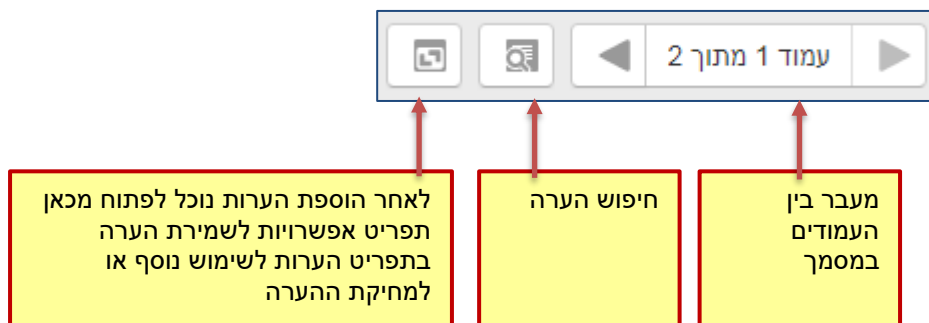 עמוד 1 מתוך 2
מעבר בין
העמודים
במסמך
חיפוש הערה
לאחר הוספת הערות נוכל לפתוח מכאן
תפריט אפשרויות לשמירת הערה
בתפריט הערות לשימוש נוסף או
למחיקת ההערה